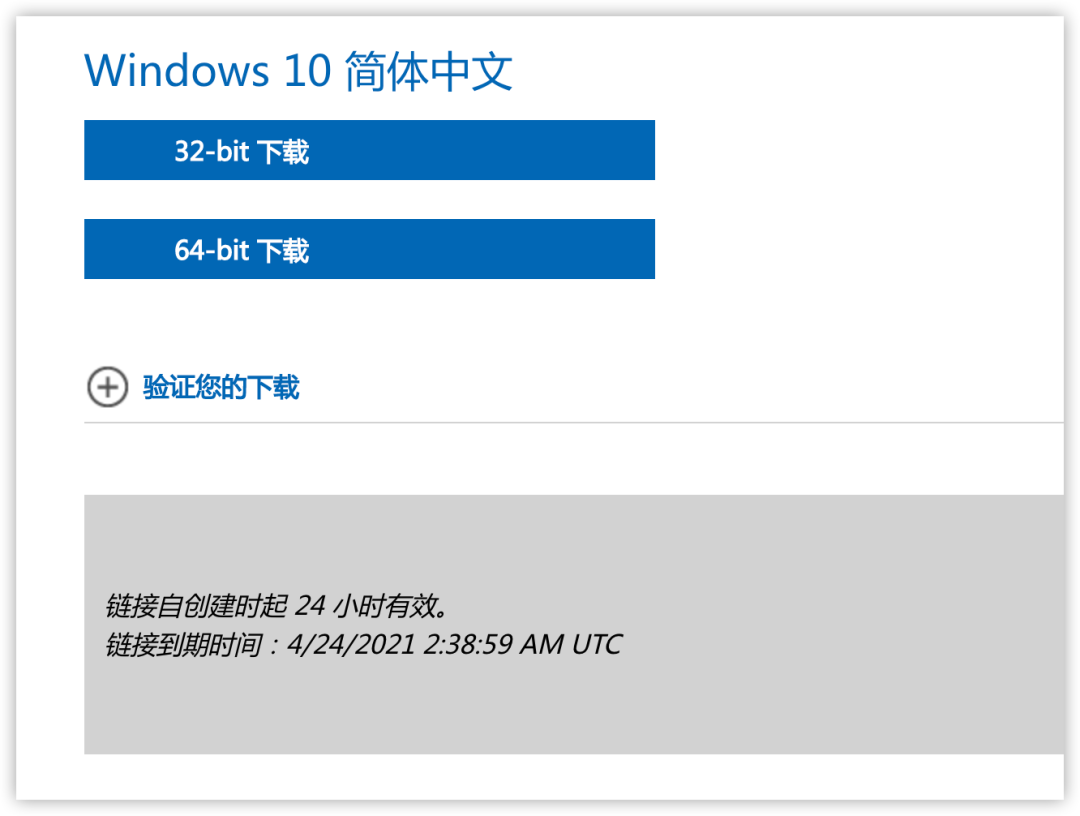 Windows 10 简体中文
32-bit 下载
64-bit 下载
验证您的下载
链接自创建时起 24 小时有效。
链接到期时间：4/24/2021 2:38:59 AM UTC